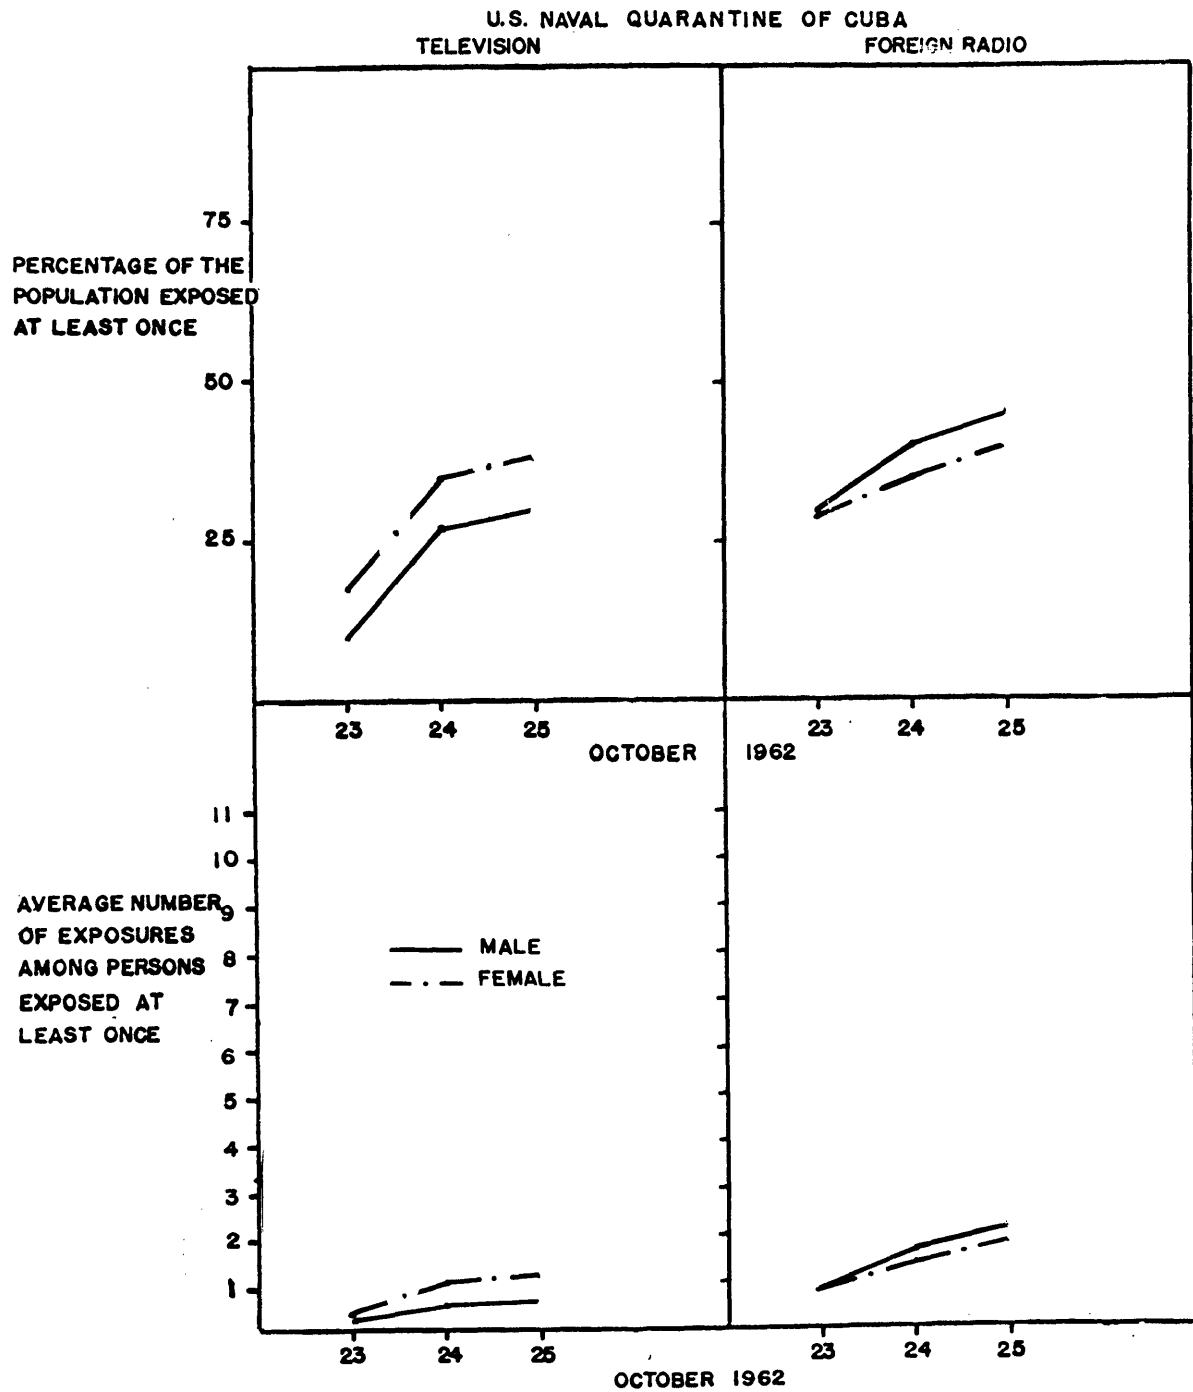 U.S. NAVAL QUARANTINE OF CUBA
TELEVISION
FOREIGN RADIO
75
PERCENTAGE OF THE
POPULATION EXPOSED
AT LEAST ONCE
50
25
23 24 25
23 24 25
OCTOBER 1962
11
10
AVERAGE NUMBER
OF EXPOSURES
AMONG PERSONS
EXPOSED AT
LEAST ONCE
9
8
7
6
5
4
3
2
1
MALE
FEMALE
23 24 25
23 24 25
OCTOBER 1962